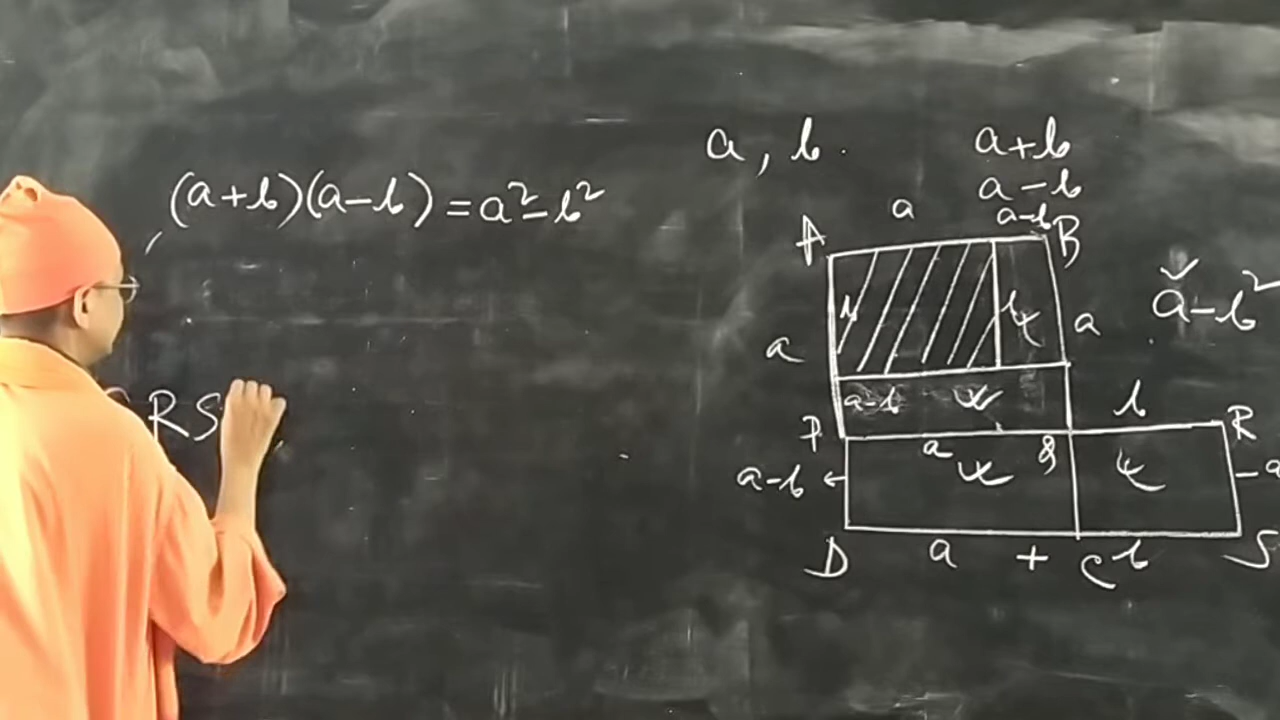 (a+b)(a-b) = a²-b²
RS
a, b.
a+b
a-b
a
a-b
A
B
a
a
a²-b²
a-b
b
P
a
Q
R
a-b
D
a + b
C
S